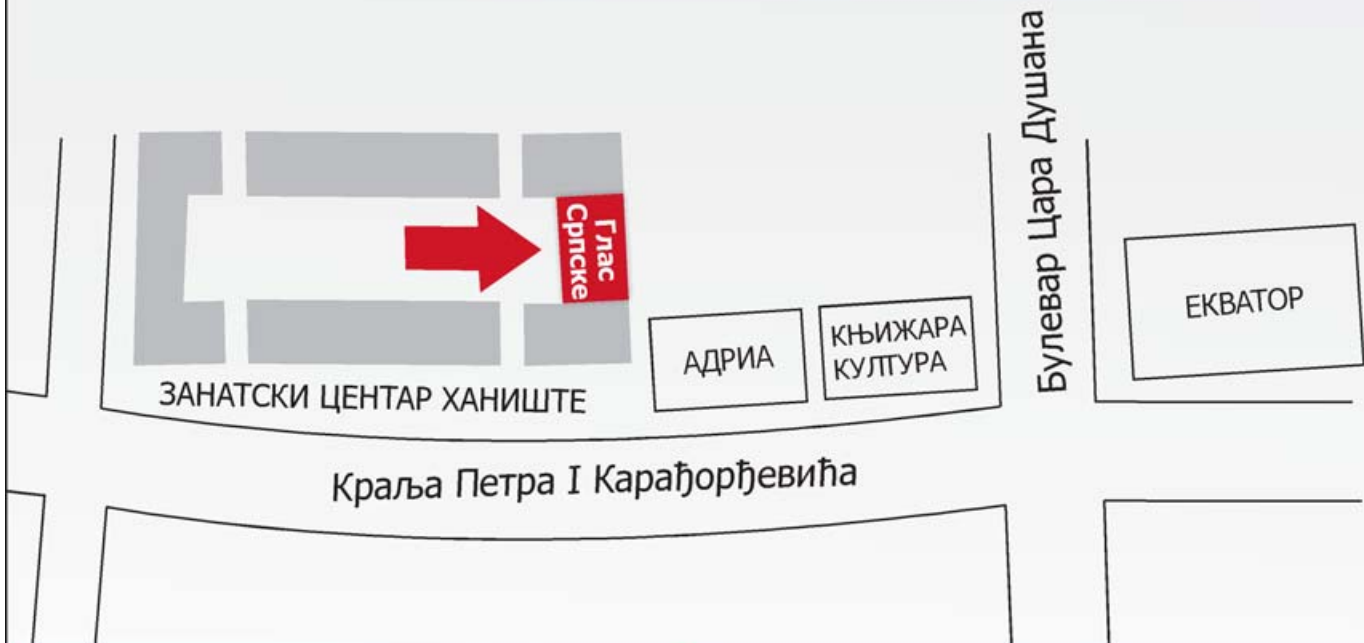 Булевар Цара Душана
Глас
Српске
ЕКВАТОР
КЊИЖАРА
КУЛТУРА
АДРИА
ЗАНАТСКИ ЦЕНТАР ХАНИШТЕ
Краља Петра I Карађорђевића